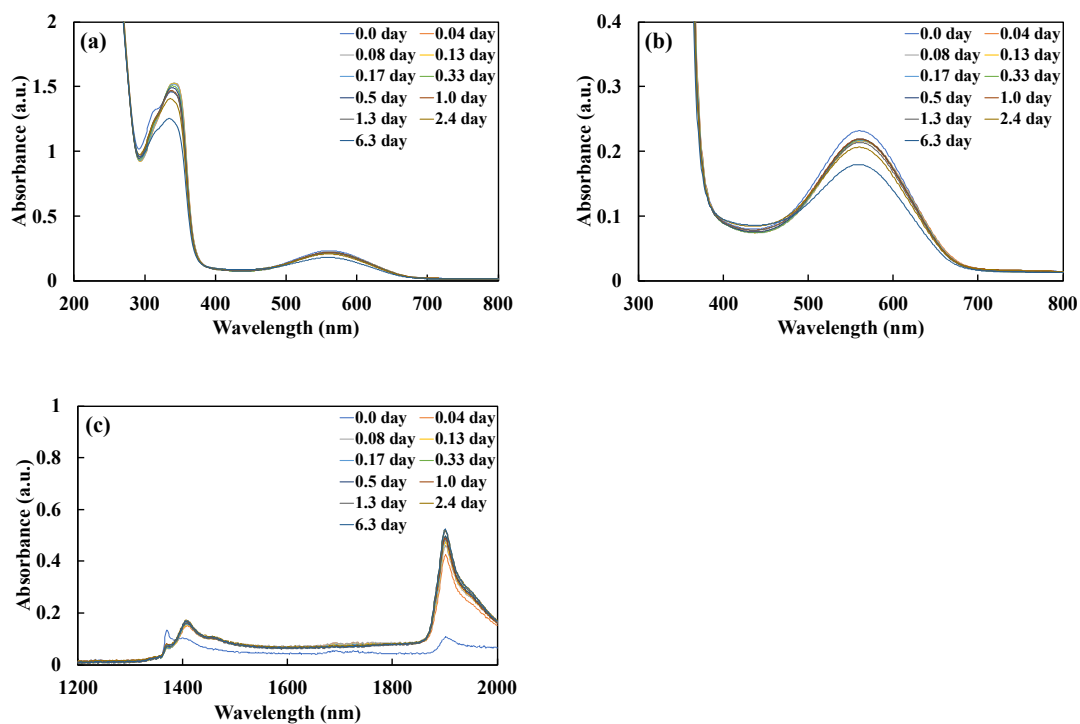 (a)
2
1.5
1
0.5
0
Absorbance (a.u.)
0.0 day 0.04 day
0.08 day 0.13 day
0.17 day 0.33 day
0.5 day 1.0 day
1.3 day 2.4 day
6.3 day
200 300 400 500 600 700 800
Wavelength (nm)
(b)
0.4
0.3
0.2
0.1
0
Absorbance (a.u.)
0.0 day 0.04 day
0.08 day 0.13 day
0.17 day 0.33 day
0.5 day 1.0 day
1.3 day 2.4 day
6.3 day
300 400 500 600 700 800
Wavelength (nm)
(c)
1
0.8
0.6
0.4
0.2
0
Absorbance (a.u.)
0.0 day 0.04 day
0.08 day 0.13 day
0.17 day 0.33 day
0.5 day 1.0 day
1.3 day 2.4 day
6.3 day
1200 1400 1600 1800 2000
Wavelength (nm)